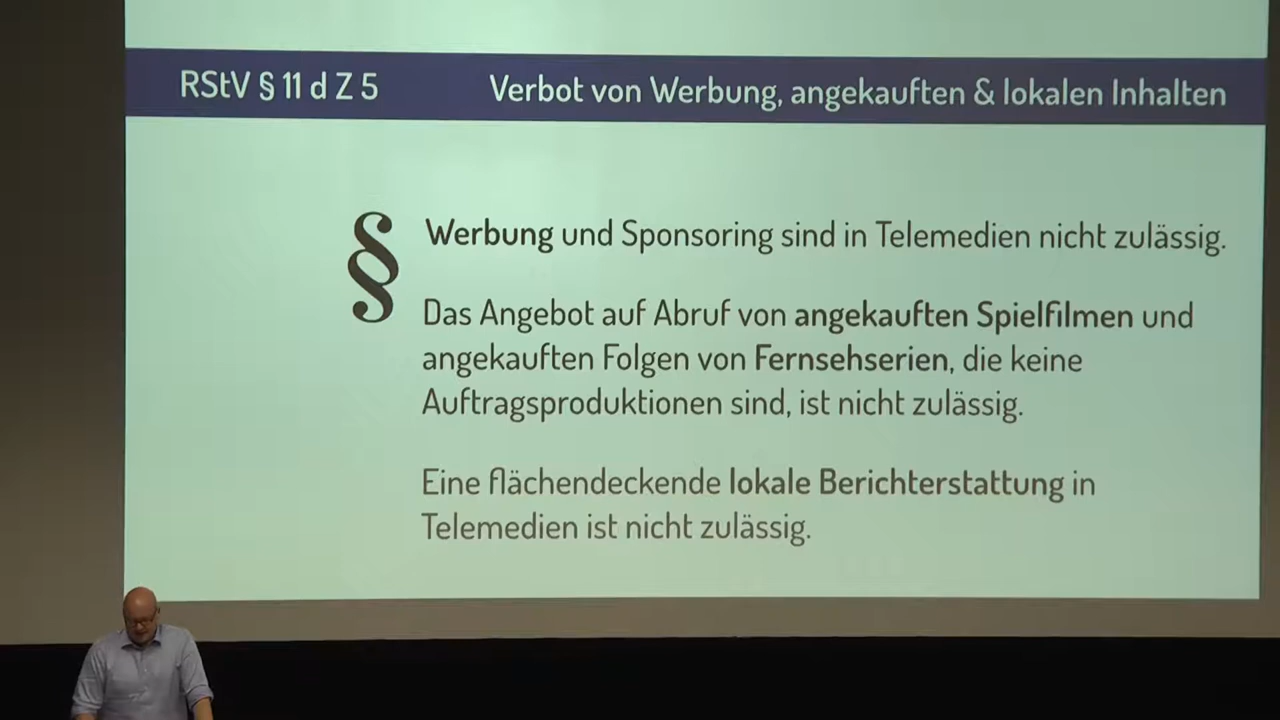 RStV § 11 d Z 5
Verbot von Werbung, angekauften & lokalen Inhalten
§
Werbung und Sponsoring sind in Telemedien nicht zulässig.
Das Angebot auf Abruf von angekauften Spielfilmen und
angekauften Folgen von Fernsehserien, die keine
Auftragsproduktionen sind, ist nicht zulässig.
Eine flächendeckende lokale Berichterstattung in
Telemedien ist nicht zulässig.